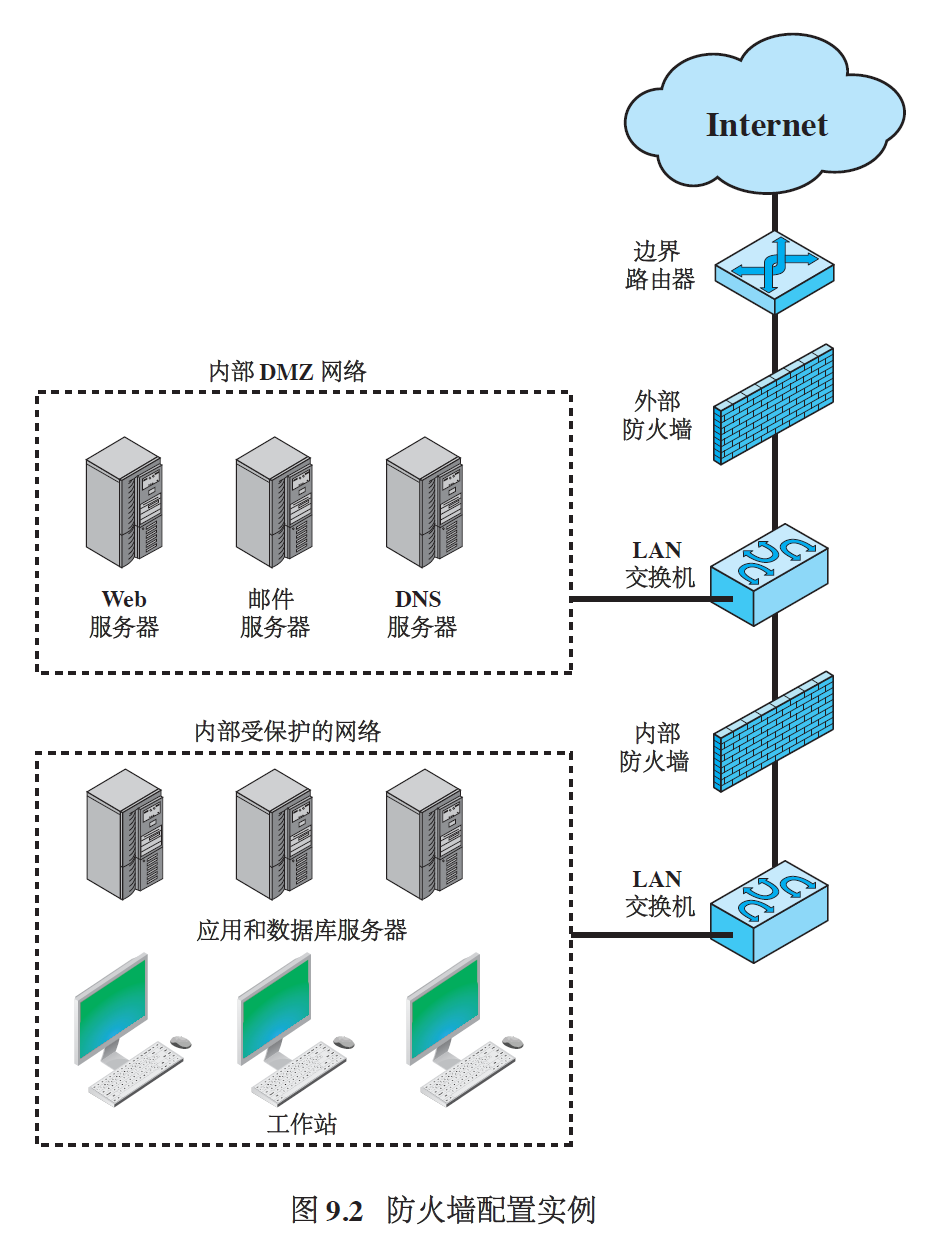 Internet
边界
路由器
外部
防火墙
内部 DMZ 网络
LAN
交换机
Web
服务器
邮件
服务器
DNS
服务器
内部
防火墙
内部受保护的网络
LAN
交换机
应用和数据库服务器
工作站
图 9.2 防火墙配置实例